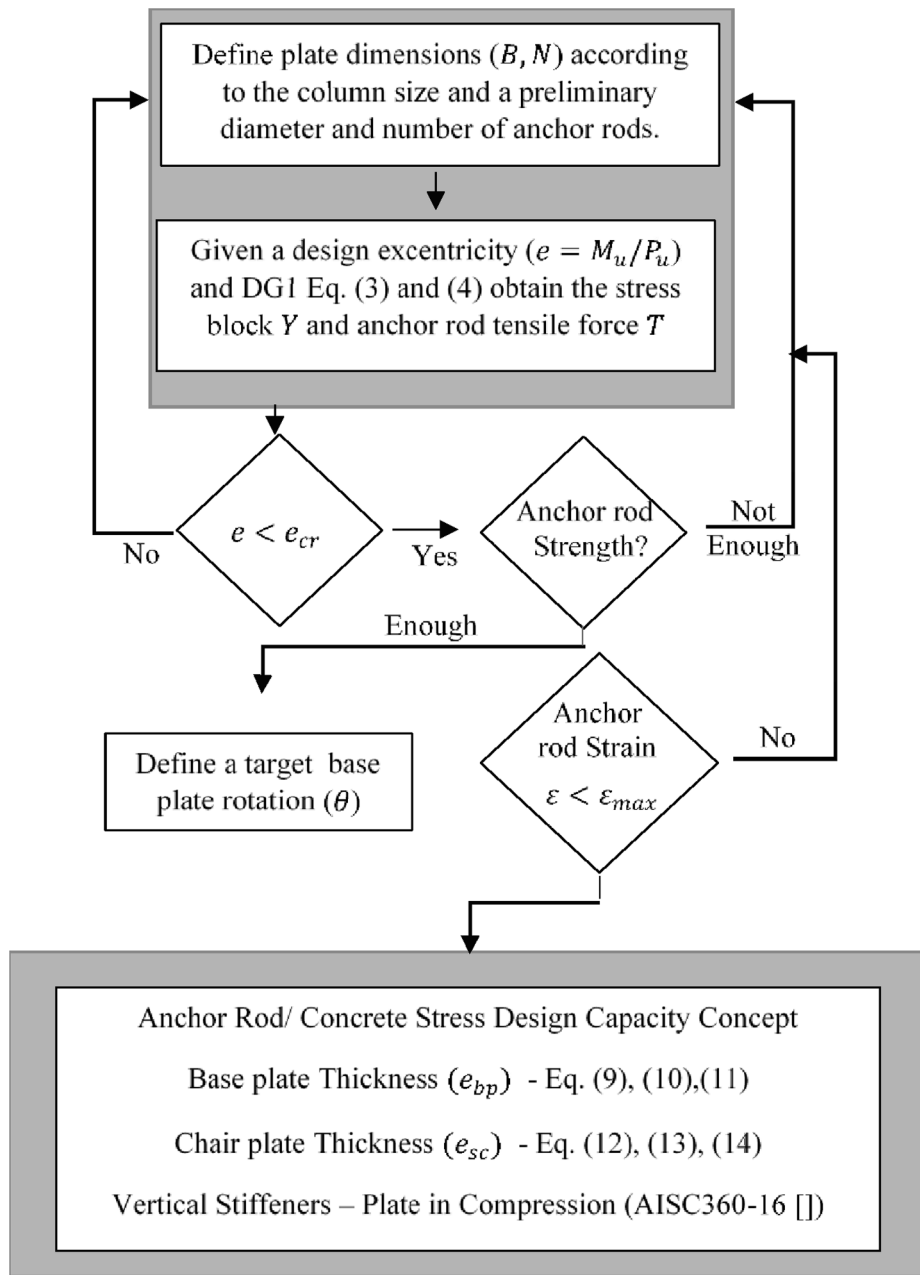 Define plate dimensions (B, N) according
to the column size and a preliminary
diameter and number of anchor rods.
Given a design excentricity (e = M_u/P_u)
and DG1 Eq. (3) and (4) obtain the stress
block Y and anchor rod tensile force T
e < e_cr
No
Yes
Anchor rod
Strength?
Not
Enough
Enough
Define a target base
plate rotation (θ)
Anchor
rod Strain
ε < ε_max
No
Anchor Rod/ Concrete Stress Design Capacity Concept
Base plate Thickness (e_bp) - Eq. (9), (10),(11)
Chair plate Thickness (e_sc) - Eq. (12), (13), (14)
Vertical Stiffeners – Plate in Compression (AISC360-16 [])